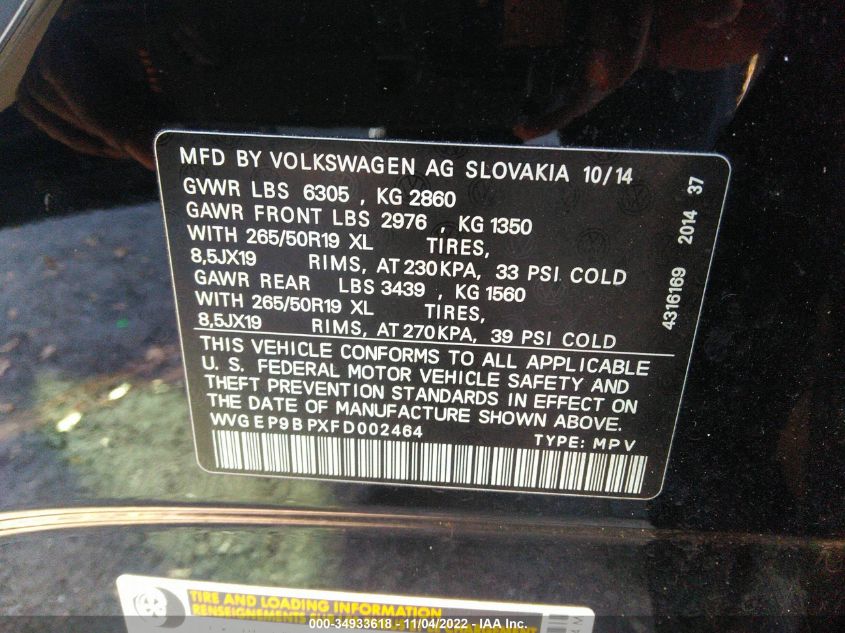 MFD BY VOLKSWAGEN AG SLOVAKIA 10/14
GVWR LBS 6305 , KG 2860
GAWR FRONT LBS 2976 , KG 1350
WITH 265/50R19 XL TIRES,
8,5JX19 RIMS, AT 230KPA, 33 PSI COLD
GAWR REAR LBS 3439 , KG 1560
WITH 265/50R19 XL TIRES,
8,5JX19 RIMS, AT 270KPA, 39 PSI COLD
THIS VEHICLE CONFORMS TO ALL APPLICABLE
U. S. FEDERAL MOTOR VEHICLE SAFETY AND
THEFT PREVENTION STANDARDS IN EFFECT ON
THE DATE OF MANUFACTURE SHOWN ABOVE.
WVGEP9BPXFD002464 TYPE: MPV
4316169 2014 37
TIRE AND LOADING INFORMATION
RENSEIGNEMENTS
000-34933618 - 11/04/2022 - IAA Inc.